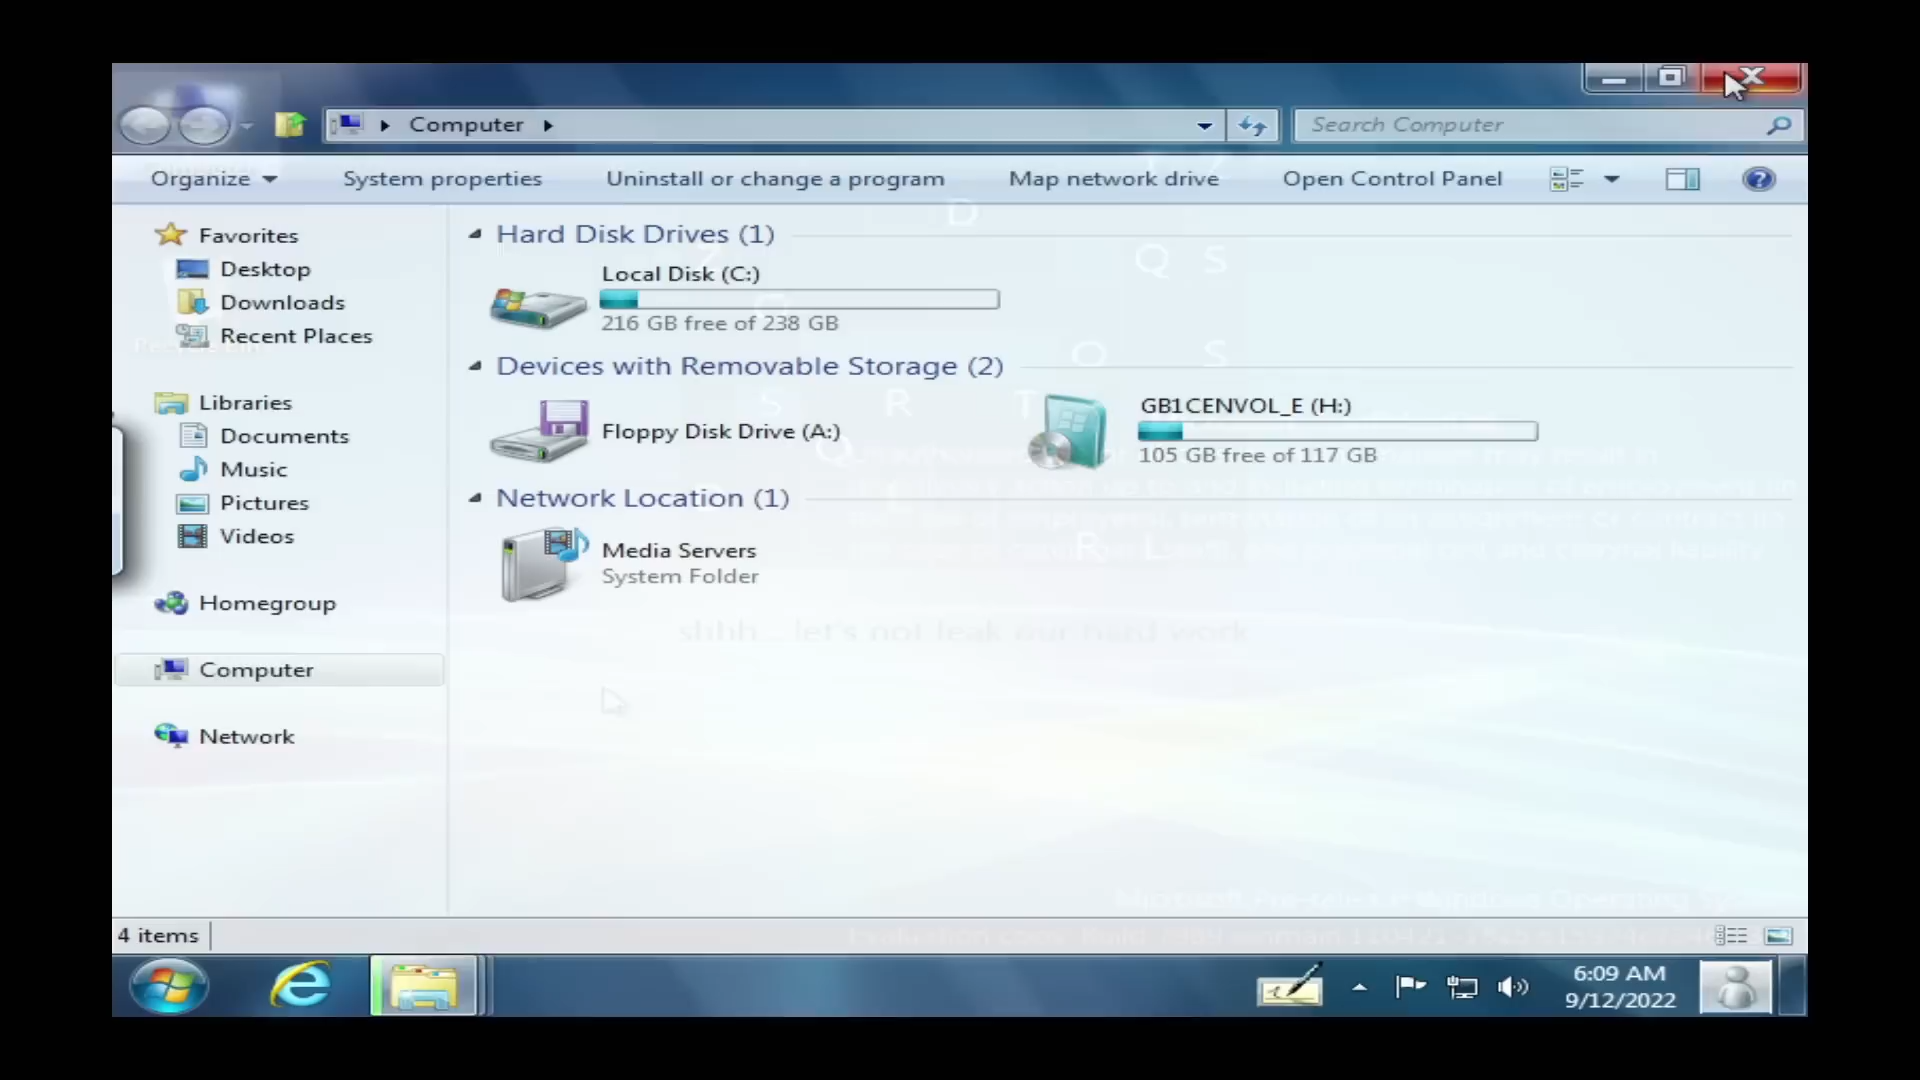 Computer
Search Computer
Organize
System properties
Uninstall or change a program
Map network drive
Open Control Panel
Favorites
Desktop
Downloads
Recent Places
Libraries
Documents
Music
Pictures
Videos
Homegroup
Computer
Network
Hard Disk Drives (1)
Local Disk (C:)
216 GB free of 238 GB
Devices with Removable Storage (2)
Floppy Disk Drive (A:)
GB1CENVOL_E (H:)
105 GB free of 117 GB
Network Location (1)
Media Servers
System Folder
D
Q S
O S
S R T
Q
R L
shhh... let's not leak our hard work
4 items
6:09 AM
9/12/2022